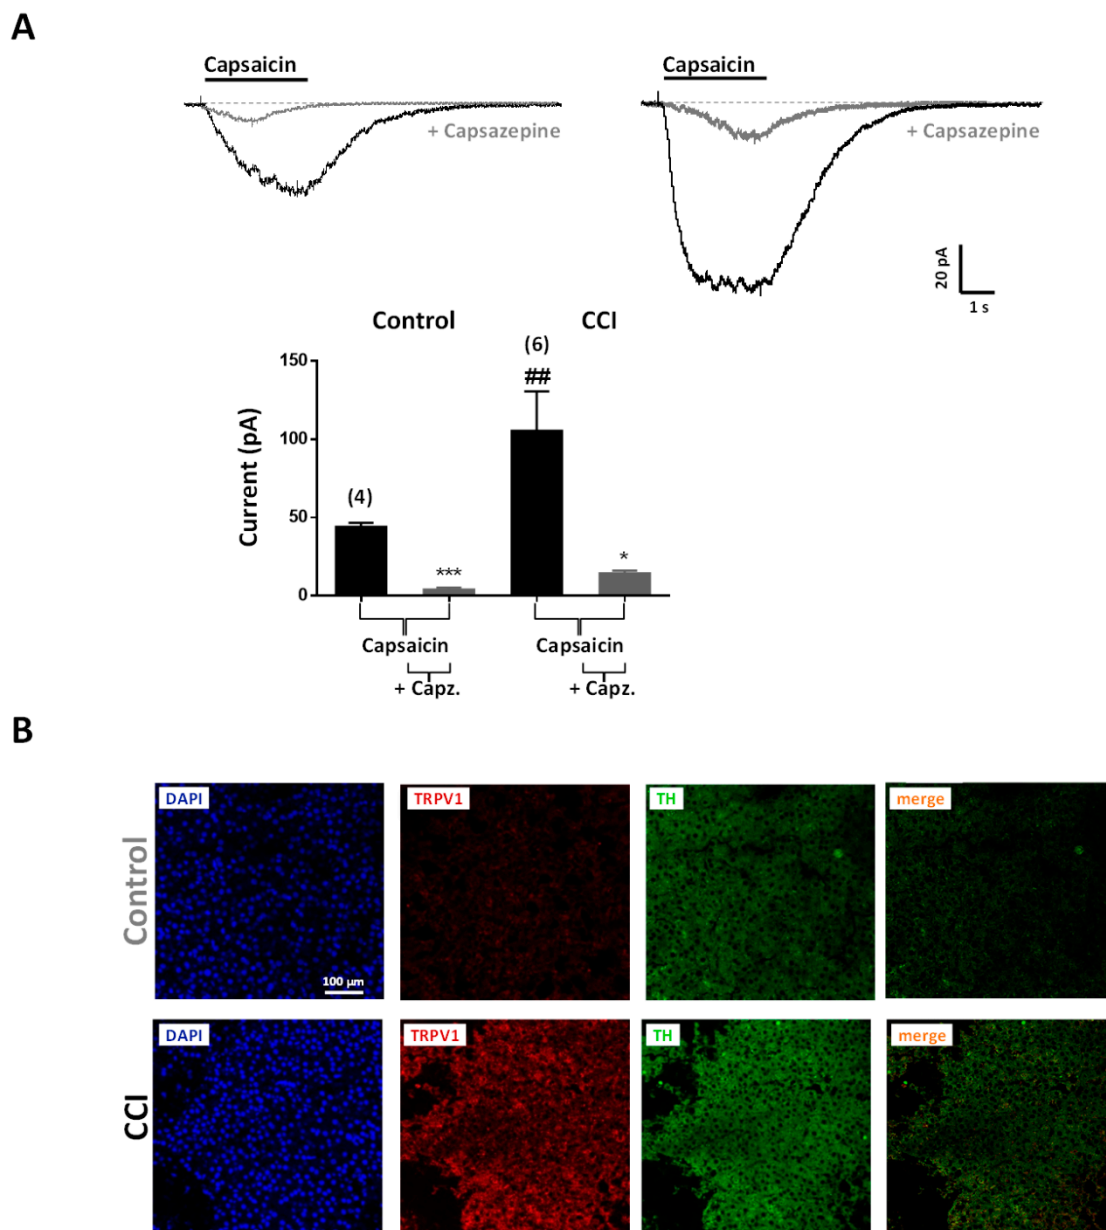 A
Capsaicin
+ Capsazepine
Capsaicin
+ Capsazepine
20 pA
1 s
Control
CCI
Current (pA)
150
100
50
0
(4)
***
(6)
##
*
Capsaicin
+ Capz.
Capsaicin
+ Capz.
B
Control
DAPI
TRPV1
TH
merge
100 µm
CCI
DAPI
TRPV1
TH
merge